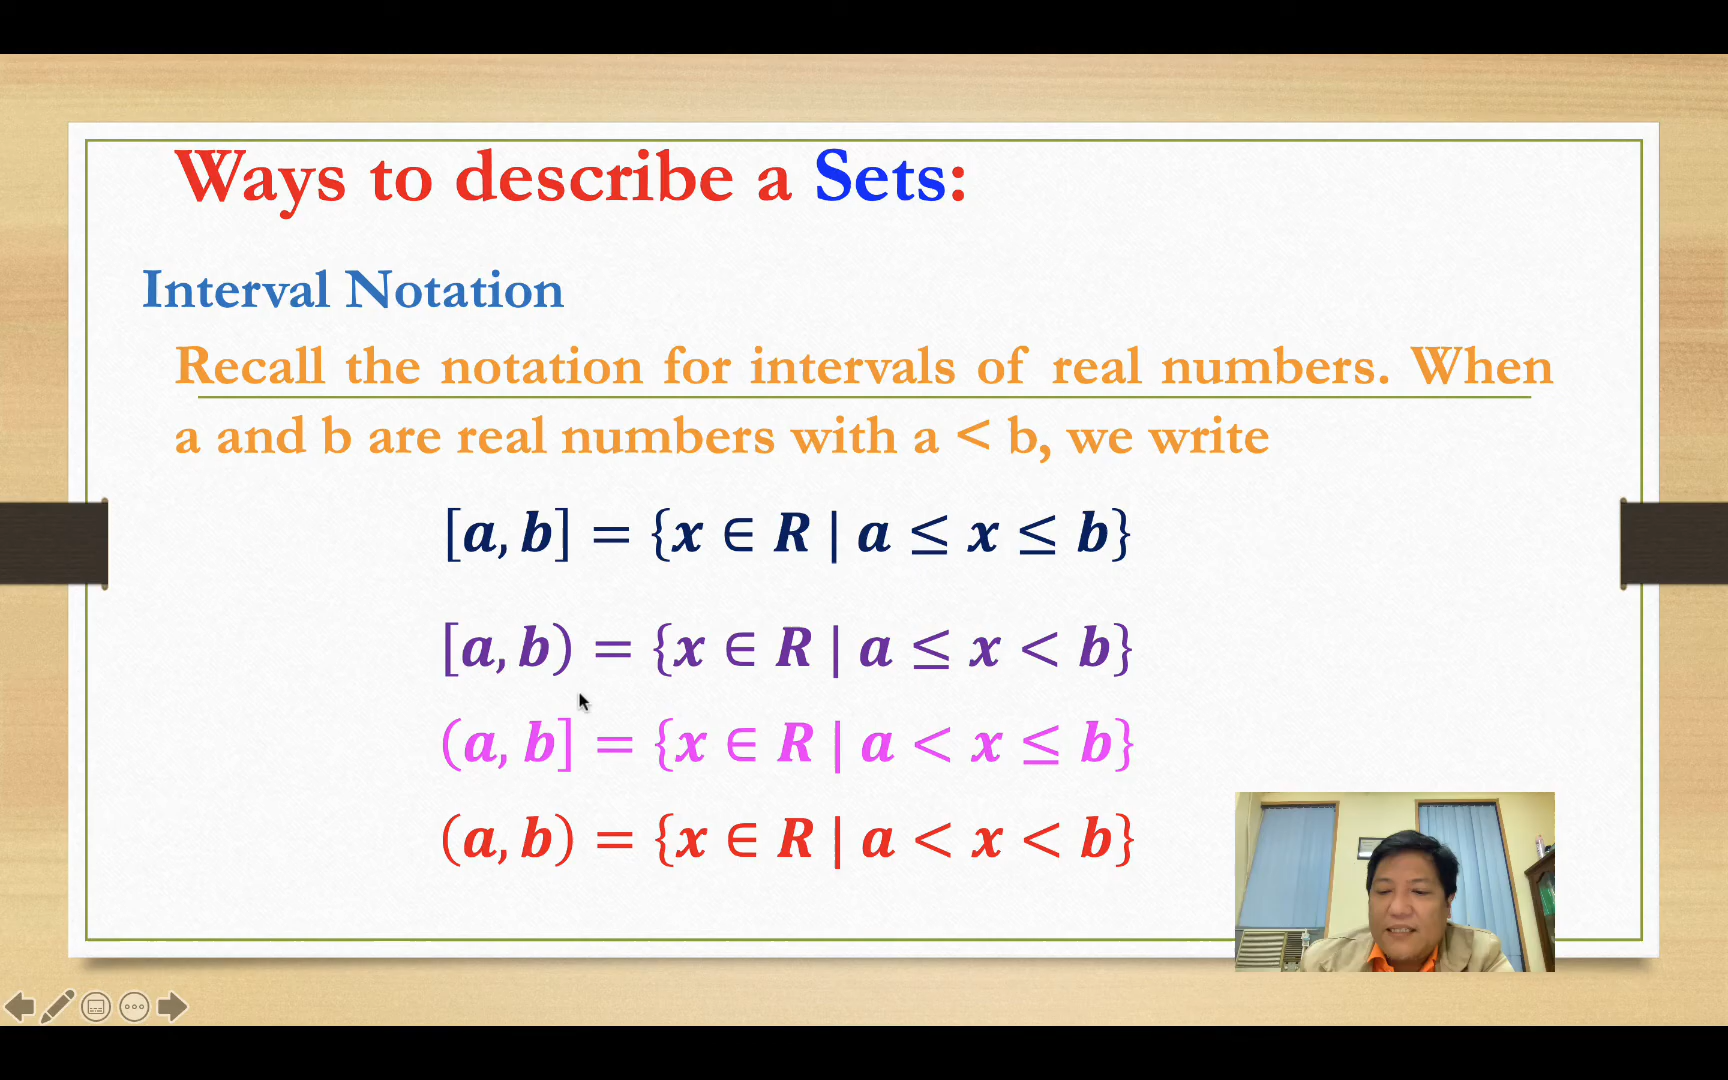 Ways to describe a Sets:
Interval Notation
Recall the notation for intervals of real numbers. When
a and b are real numbers with a < b, we write
[a, b] = {x ∈ R | a ≤ x ≤ b}
[a, b) = {x ∈ R | a ≤ x < b}
(a, b] = {x ∈ R | a < x ≤ b}
(a, b) = {x ∈ R | a < x < b}